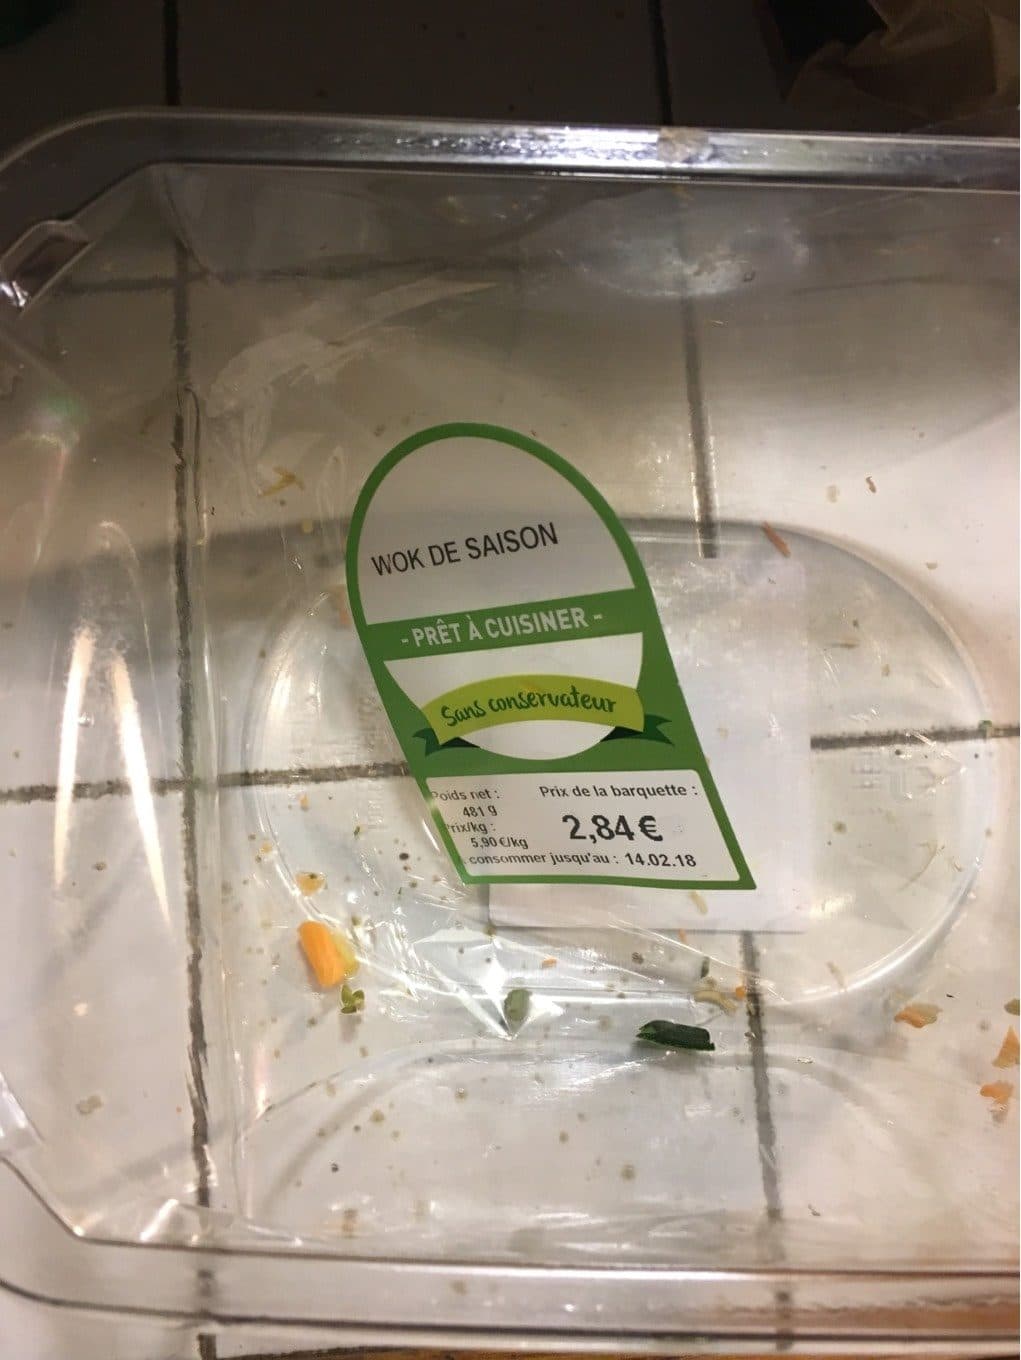 WOK DE SAISON
- PRÊT À CUISINER -
Sans conservateur
Poids net : Prix de la barquette :
481 g
Prix/kg : 2,84 €
5,90 €/kg
consommer jusqu'au : 14.02.18